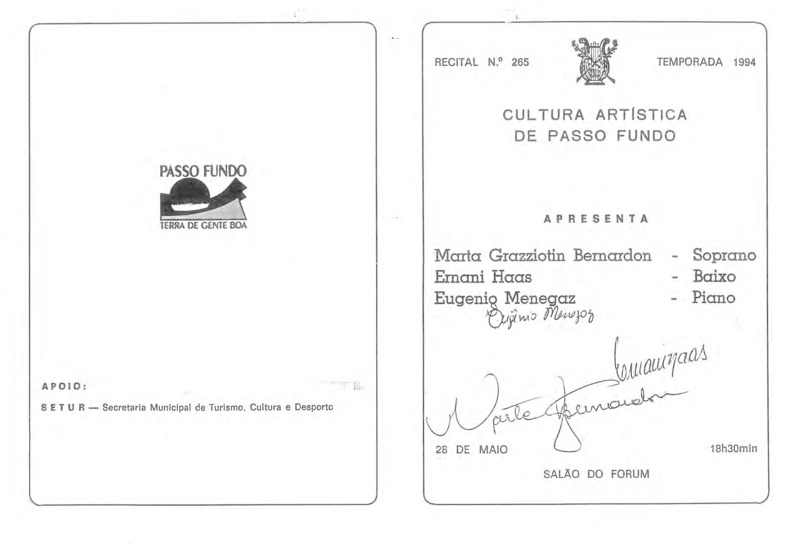 PASSO FUNDO
TERRA DE GENTE BOA
APOIO:
SETUR — Secretaria Municipal de Turismo, Cultura e Desporto
RECITAL N.º 265
TEMPORADA 1994
CULTURA ARTÍSTICA
DE PASSO FUNDO
APRESENTA
Marta Grazziotin Bernardon - Soprano
Ernani Haas - Baixo
Eugenio Menegaz - Piano
Eugênio Menegaz
Ernani Haas
Marta Bernardon
28 DE MAIO
18h30min
SALÃO DO FORUM